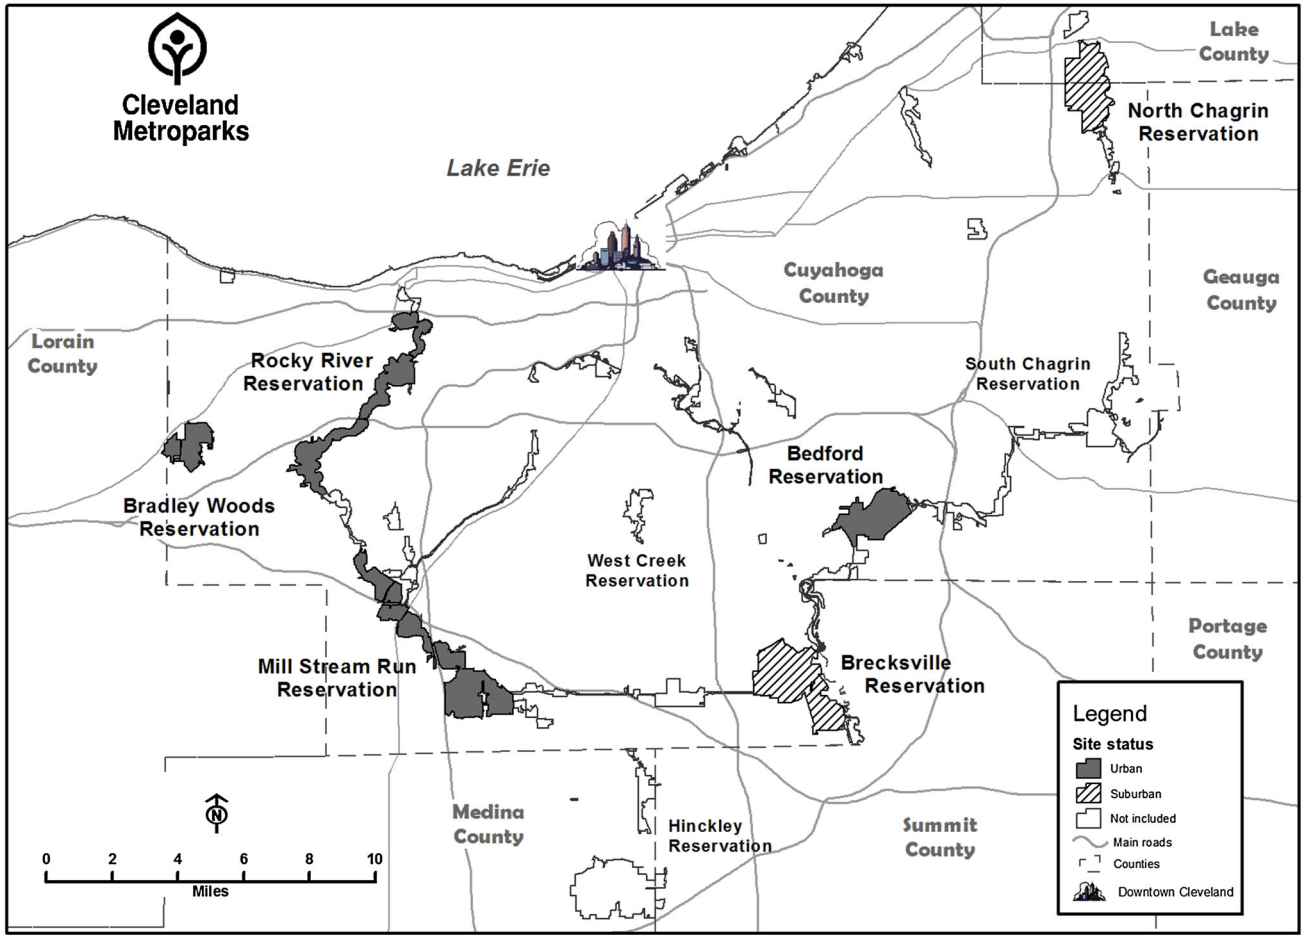 Cleveland
Metroparks
Lake Erie
Lake
County
North Chagrin
Reservation
Cuyahoga
County
Geauga
County
Lorain
County
Rocky River
Reservation
South Chagrin
Reservation
Bradley Woods
Reservation
Bedford
Reservation
West Creek
Reservation
Portage
County
Mill Stream Run
Reservation
Brecksville
Reservation
Medina
County
Hinckley
Reservation
Summit
County
N
0 2 4 6 8 10
Miles
Legend
Site status
Urban
Suburban
Not included
Main roads
Counties
Downtown Cleveland